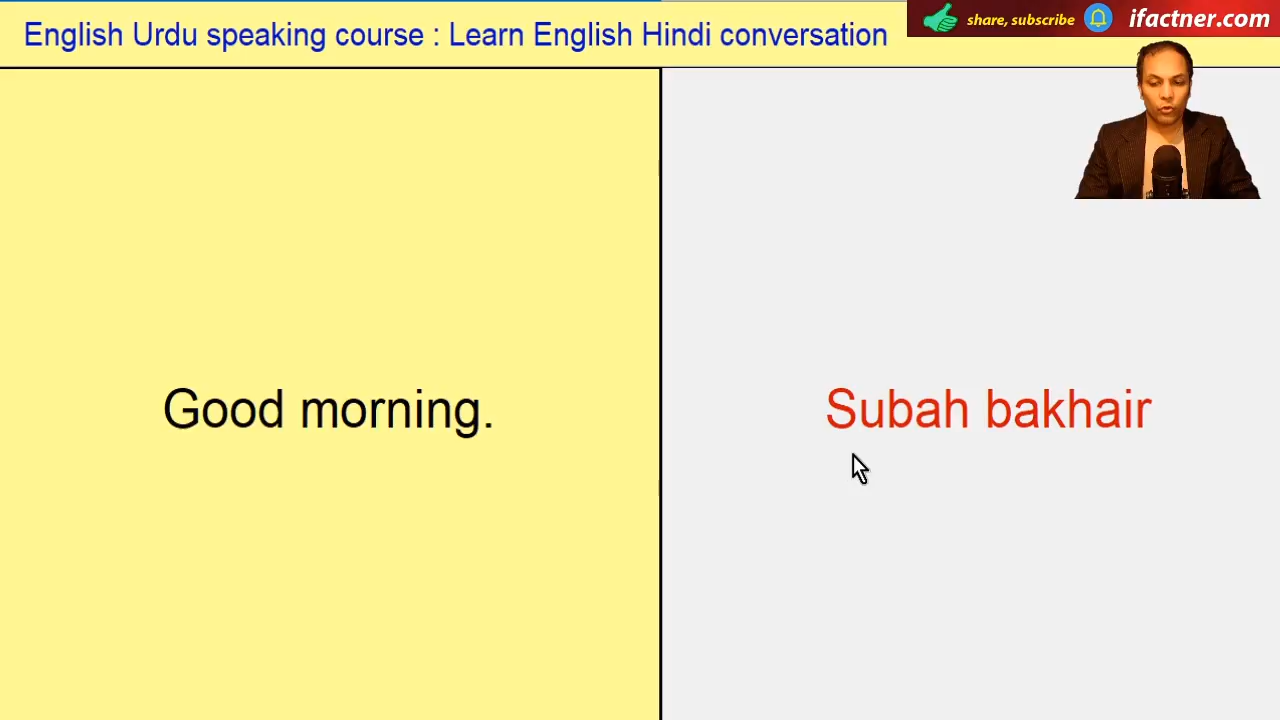 English Urdu speaking course : Learn English Hindi conversation
share, subscribe
ifactner.com
Good morning.
Subah bakhair